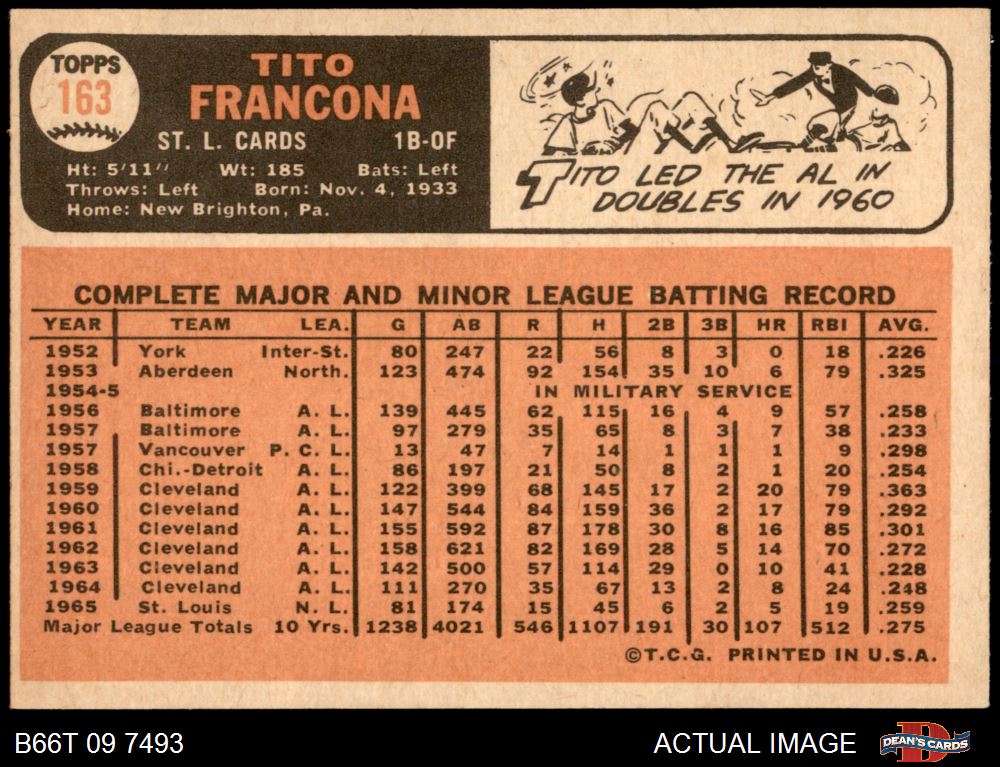 TOPPS
163
TITO
FRANCONA
ST. L. CARDS 1B-OF
Ht: 5'11" Wt: 185 Bats: Left
Throws: Left Born: Nov. 4, 1933
Home: New Brighton, Pa.
TITO LED THE AL IN
DOUBLES IN 1960
COMPLETE MAJOR AND MINOR LEAGUE BATTING RECORD
YEAR TEAM LEA. G AB R H 2B 3B HR RBI AVG.
1952 York Inter-St. 80 247 22 56 8 3 0 18 .226
1953 Aberdeen North. 123 474 92 154 35 10 6 79 .325
1954-5 IN MILITARY SERVICE
1956 Baltimore A. L. 139 445 62 115 16 4 9 57 .258
1957 Baltimore A. L. 97 279 35 65 8 3 7 38 .233
1957 Vancouver P. C. L. 13 47 7 14 1 1 1 9 .298
1958 Chi.-Detroit A. L. 86 197 21 50 8 2 1 20 .254
1959 Cleveland A. L. 122 399 68 145 17 2 20 79 .363
1960 Cleveland A. L. 147 544 84 159 36 2 17 79 .292
1961 Cleveland A. L. 155 592 87 178 30 8 16 85 .301
1962 Cleveland A. L. 158 621 82 169 28 5 14 70 .272
1963 Cleveland A. L. 142 500 57 114 29 0 10 41 .228
1964 Cleveland A. L. 111 270 35 67 13 2 8 24 .248
1965 St. Louis N. L. 81 174 15 45 6 2 5 19 .259
Major League Totals 10 Yrs. 1238 4021 546 1107 191 30 107 512 .275
©T.C.G. PRINTED IN U.S.A.
B66T 09 7493 ACTUAL IMAGE DEAN'S CARDS